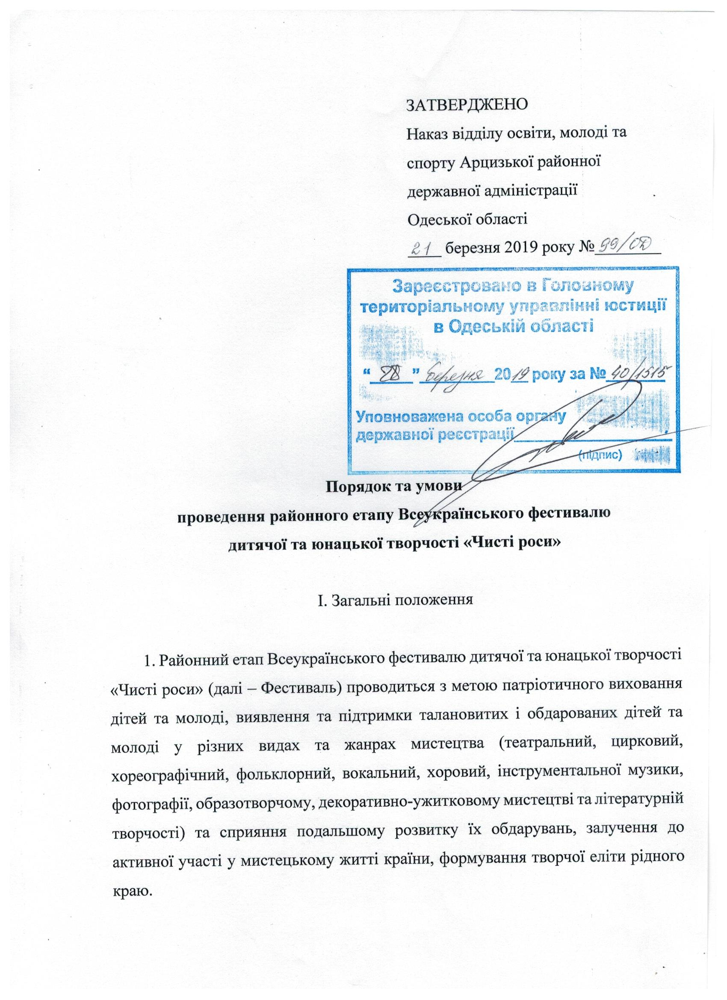 ЗАТВЕРДЖЕНО
Наказ відділу освіти, молоді та
спорту Арцизької районної
державної адміністрації
Одеської області
21 березня 2019 року № 99/ОД
Зареєстровано в Головному
територіальному управлінні юстиції
в Одеській області
“ ” березня 2019 року за № 40/1515
Уповноважена особа органу
державної реєстрації
(підпис)
Порядок та умови
проведення районного етапу Всеукраїнського фестивалю
дитячої та юнацької творчості «Чисті роси»
І. Загальні положення
1. Районний етап Всеукраїнського фестивалю дитячої та юнацької творчості
«Чисті роси» (далі – Фестиваль) проводиться з метою патріотичного виховання
дітей та молоді, виявлення та підтримки талановитих і обдарованих дітей та
молоді у різних видах та жанрах мистецтва (театральний, цирковий,
хореографічний, фольклорний, вокальний, хоровий, інструментальної музики,
фотографії, образотворчому, декоративно-ужитковому мистецтві та літературній
творчості) та сприяння подальшому розвитку їх обдарувань, залучення до
активної участі у мистецькому житті країни, формування творчої еліти рідного
краю.